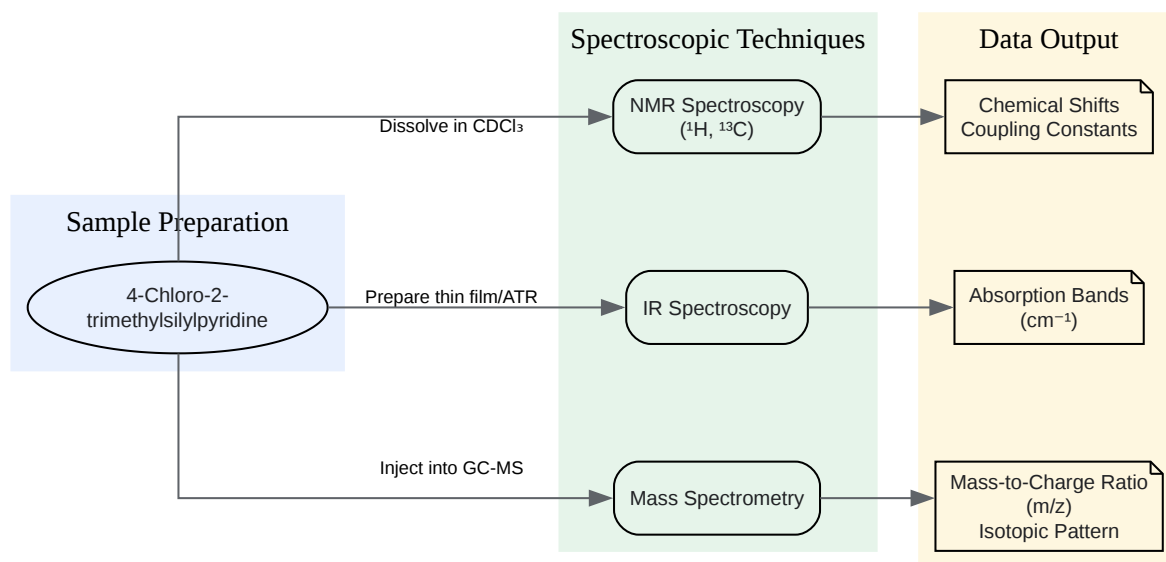 Spectroscopic Techniques
Data Output
NMR Spectroscopy
(¹H, ¹³C)
Chemical Shifts
Coupling Constants
Dissolve in CDCl₃
Sample Preparation
4-Chloro-2-
trimethylsilylpyridine
Prepare thin film/ATR
IR Spectroscopy
Absorption Bands
(cm⁻¹)
Inject into GC-MS
Mass Spectrometry
Mass-to-Charge Ratio
(m/z)
Isotopic Pattern